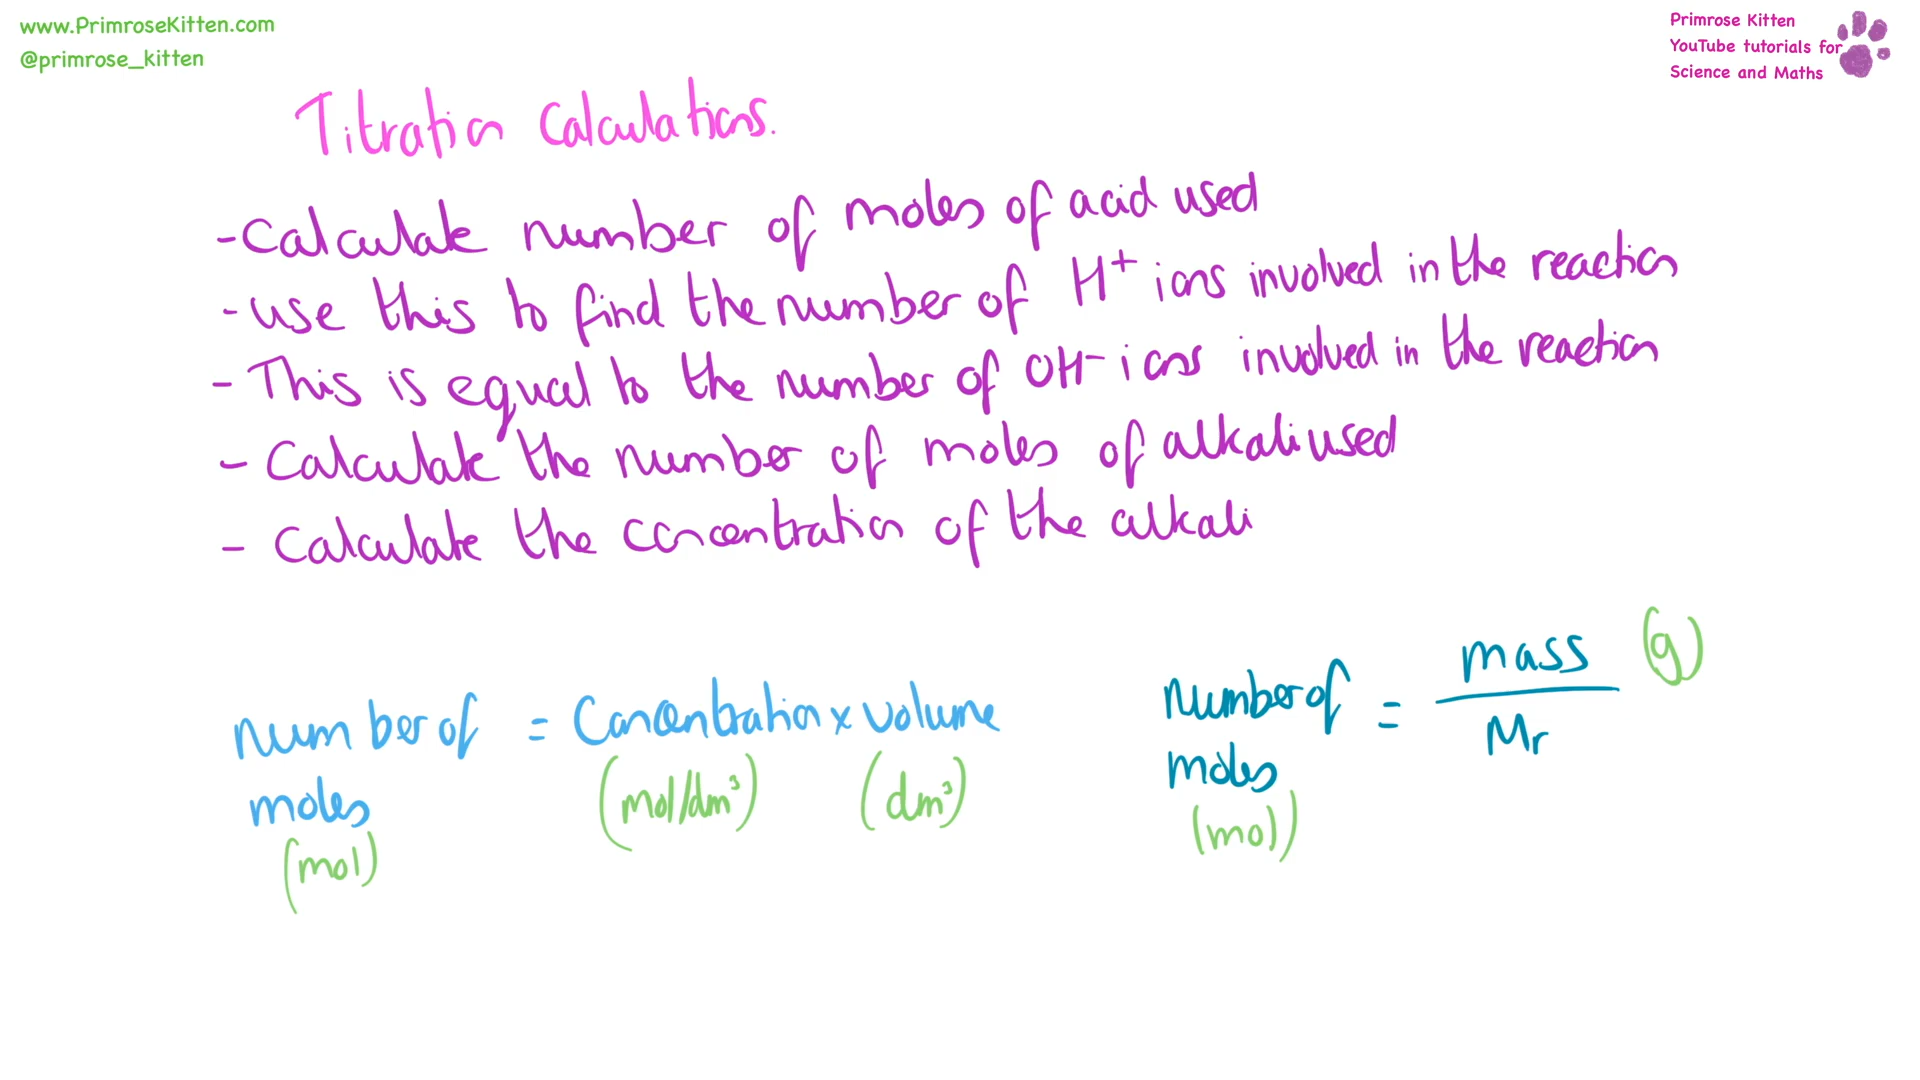 www.PrimroseKitten.com
@primrose_kitten
Primrose Kitten
YouTube tutorials for
Science and Maths
Titration Calculations.
- Calculate number of moles of acid used
- use this to find the number of H⁺ ions involved in the reaction
- This is equal to the number of OH⁻ ions involved in the reaction
- Calculate the number of moles of alkali used
- Calculate the concentration of the alkali
number of = Concentration x volume
moles (mol/dm³) (dm³)
(mol)
number of = mass (g)
moles Mr
(mol)